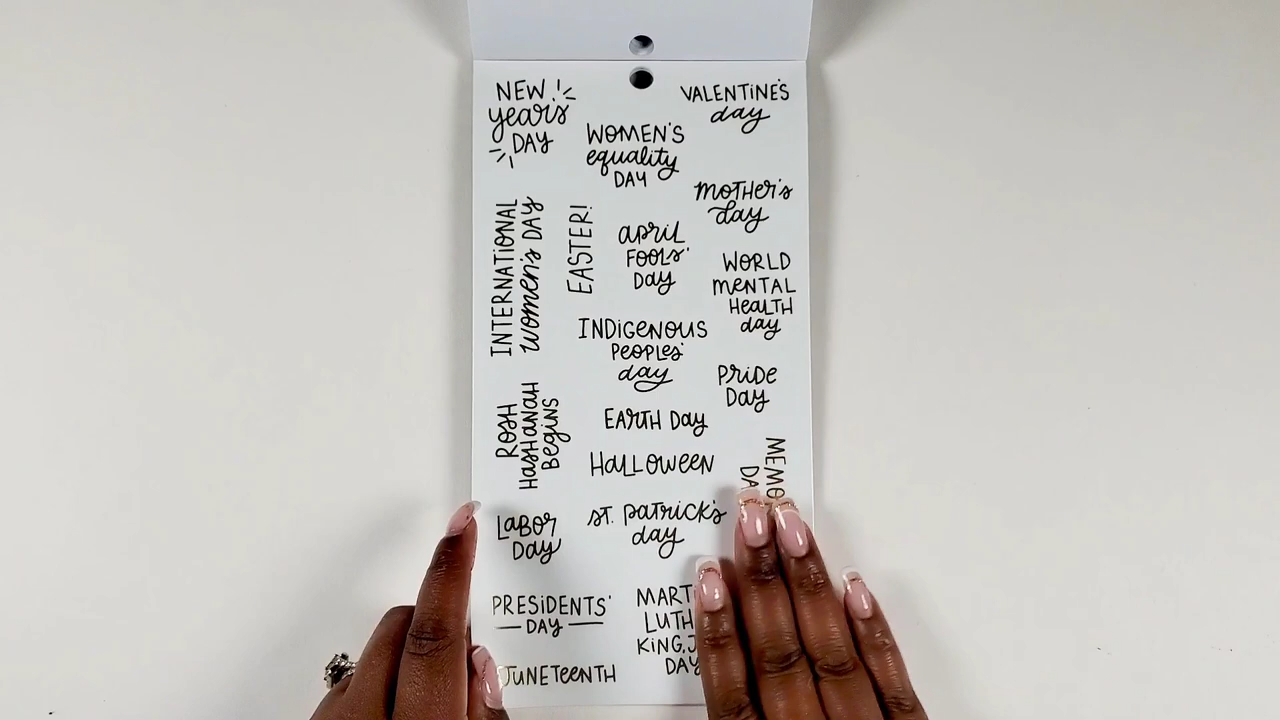 NEW
year's
DAY
VALENTINE'S
day
WOMEN'S
equality
DAY
MOTHER'S
day
INTERNATIONAL
women's DAY
EASTER!
april
FOOLS'
Day
WORLD
MENTAL
HEALTH
day
INDIGENOUS
PEOPLES'
day
PRIDE
Day
ROSH
HASHANAH
BEGINS
EARTH Day
HALLOWEEN
LABOR
Day
ST. PATRICK'S
day
PRESIDENTS'
DAY
KING,
DAY
JUNETEENTH